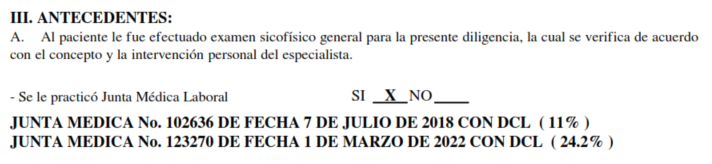 III. ANTECEDENTES:
A. Al paciente le fue efectuado examen sicofísico general para la presente diligencia, la cual se verifica de acuerdo
con el concepto y la intervención personal del especialista.
- Se le practicó Junta Médica Laboral SI __X__NO_____
JUNTA MEDICA No. 102636 DE FECHA 7 DE JULIO DE 2018 CON DCL ( 11% )
JUNTA MEDICA No. 123270 DE FECHA 1 DE MARZO DE 2022 CON DCL ( 24.2% )